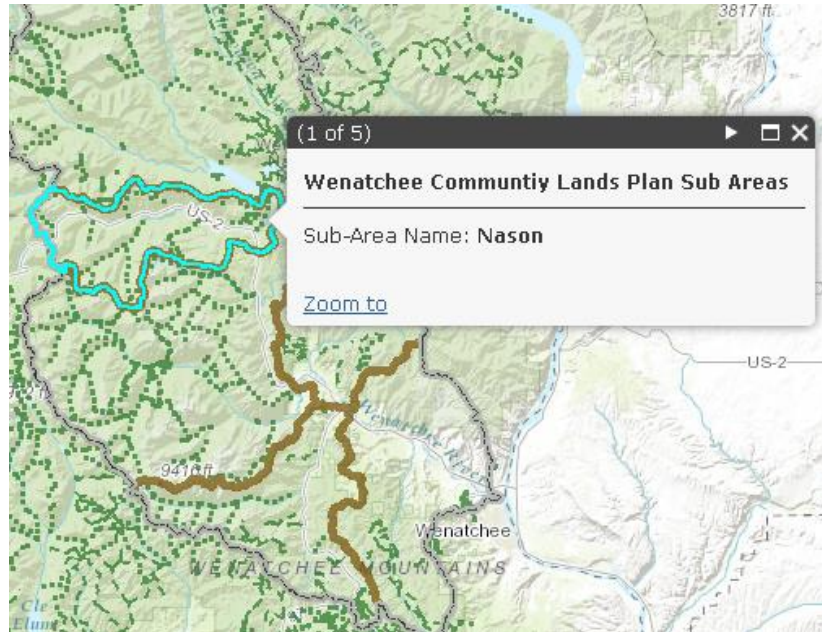 3817 ft
(1 of 5)
Wenatchee Communtiy Lands Plan Sub Areas
Sub-Area Name: Nason
Zoom to
US-2
US-2
Wenatchee River
9416 ft
Wenatchee
WENATCHEE MOUNTAINS
Cle
Elum